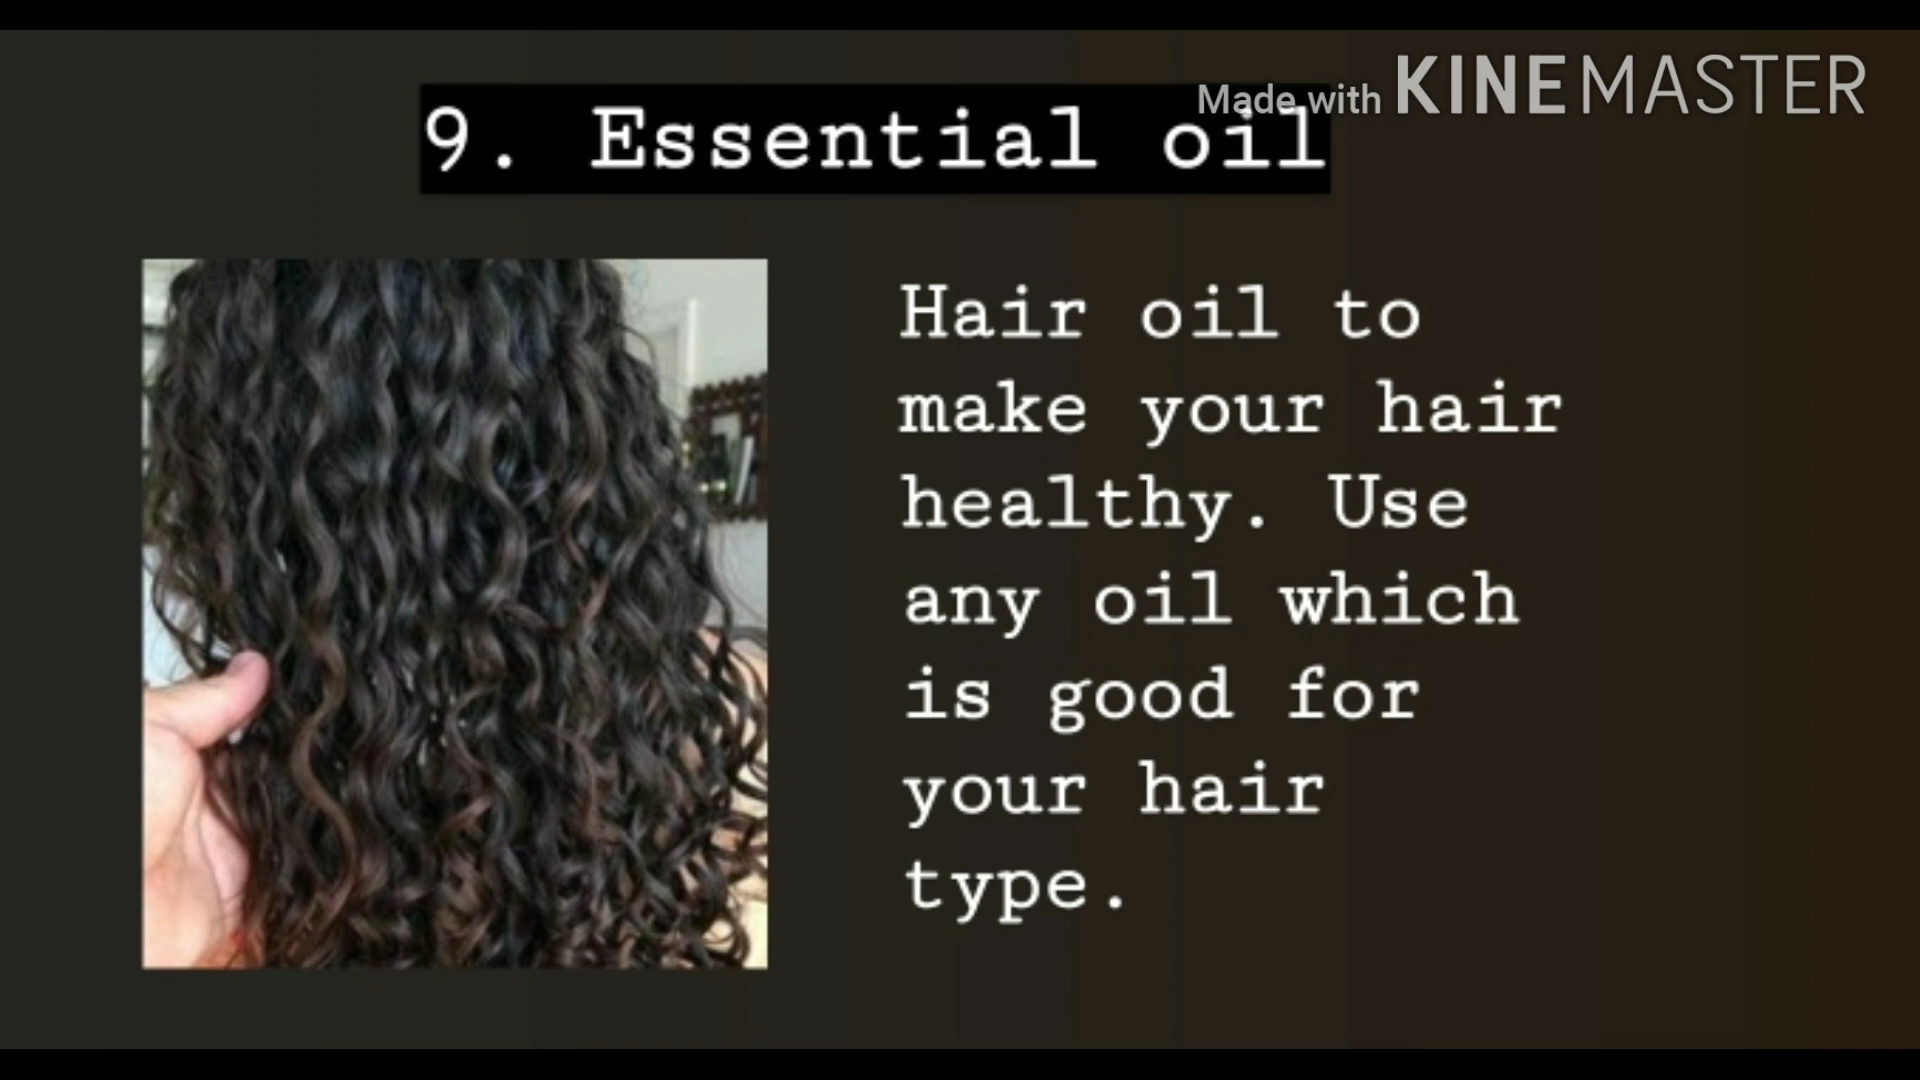 Made with KINEMASTER
9. Essential oil
Hair oil to
make your hair
healthy. Use
any oil which
is good for
your hair
type.